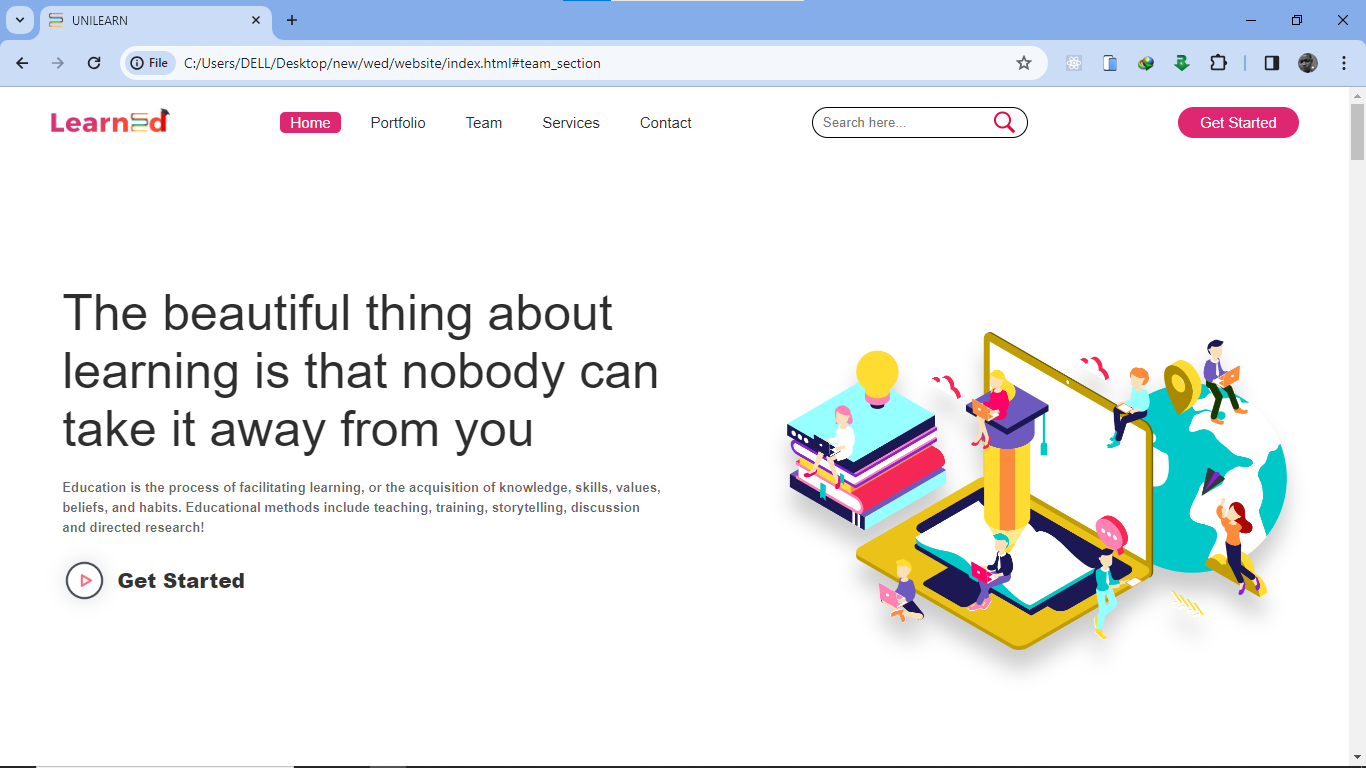 UNILEARN
File C:/Users/DELL/Desktop/new/wed/website/index.html#team_section
LearnEd Home Portfolio Team Services Contact Search here... Get Started
The beautiful thing about
learning is that nobody can
take it away from you
Education is the process of facilitating learning, or the acquisition of knowledge, skills, values,
beliefs, and habits. Educational methods include teaching, training, storytelling, discussion
and directed research!
Get Started